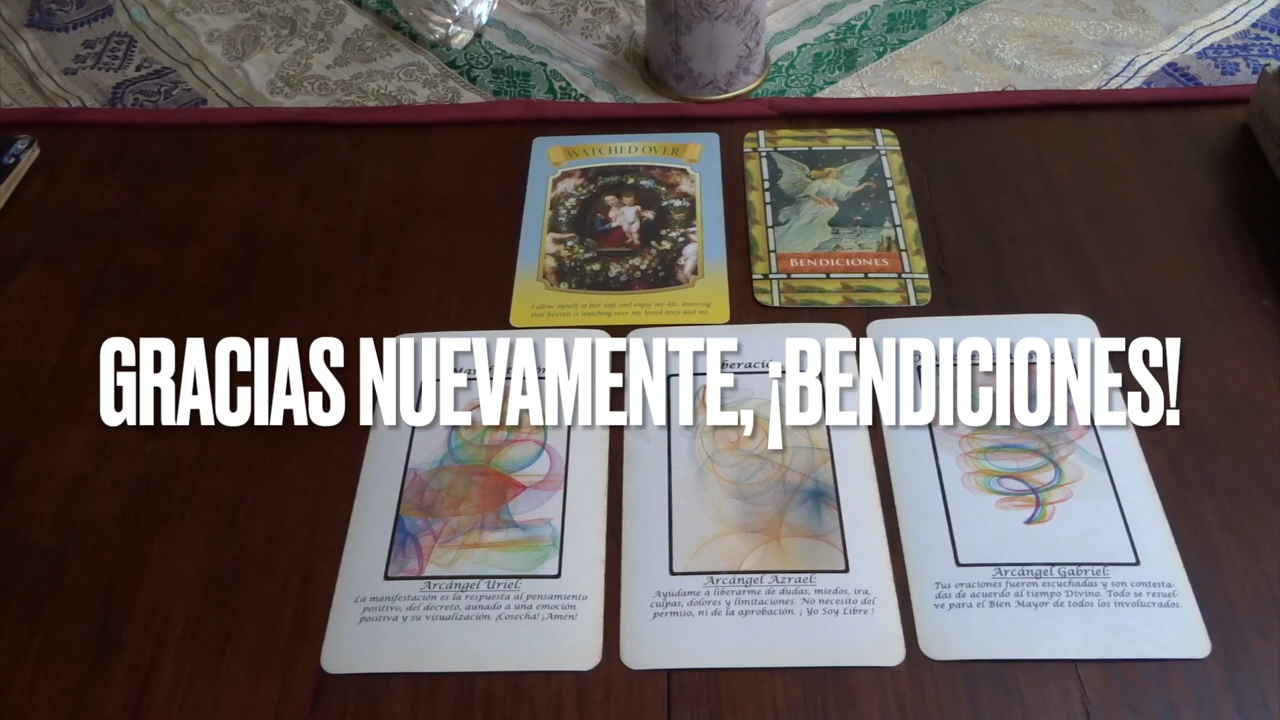 WATCHED OVER
I allow myself to feel safe and enjoy my life, knowing
that heaven is watching over my loved ones and me.
BENDICIONES
GRACIAS NUEVAMENTE, ¡BENDICIONES!
Arcángel Uriel:
La manifestación es la respuesta al pensamiento
positivo, del decreto, aunado a una emoción
positiva y su visualización. ¡Cosecha! ¡Amén!
Arcángel Azrael:
Ayúdame a liberarme de dudas, miedos, ira,
culpas, dolores y limitaciones. No necesito del
permiso, ni de la aprobación. ¡ Yo Soy Libre !
Arcángel Gabriel:
Tus oraciones fueron escuchadas y son contesta-
das de acuerdo al tiempo Divino. Todo se resuel-
ve para el Bien Mayor de todos los involucrados.